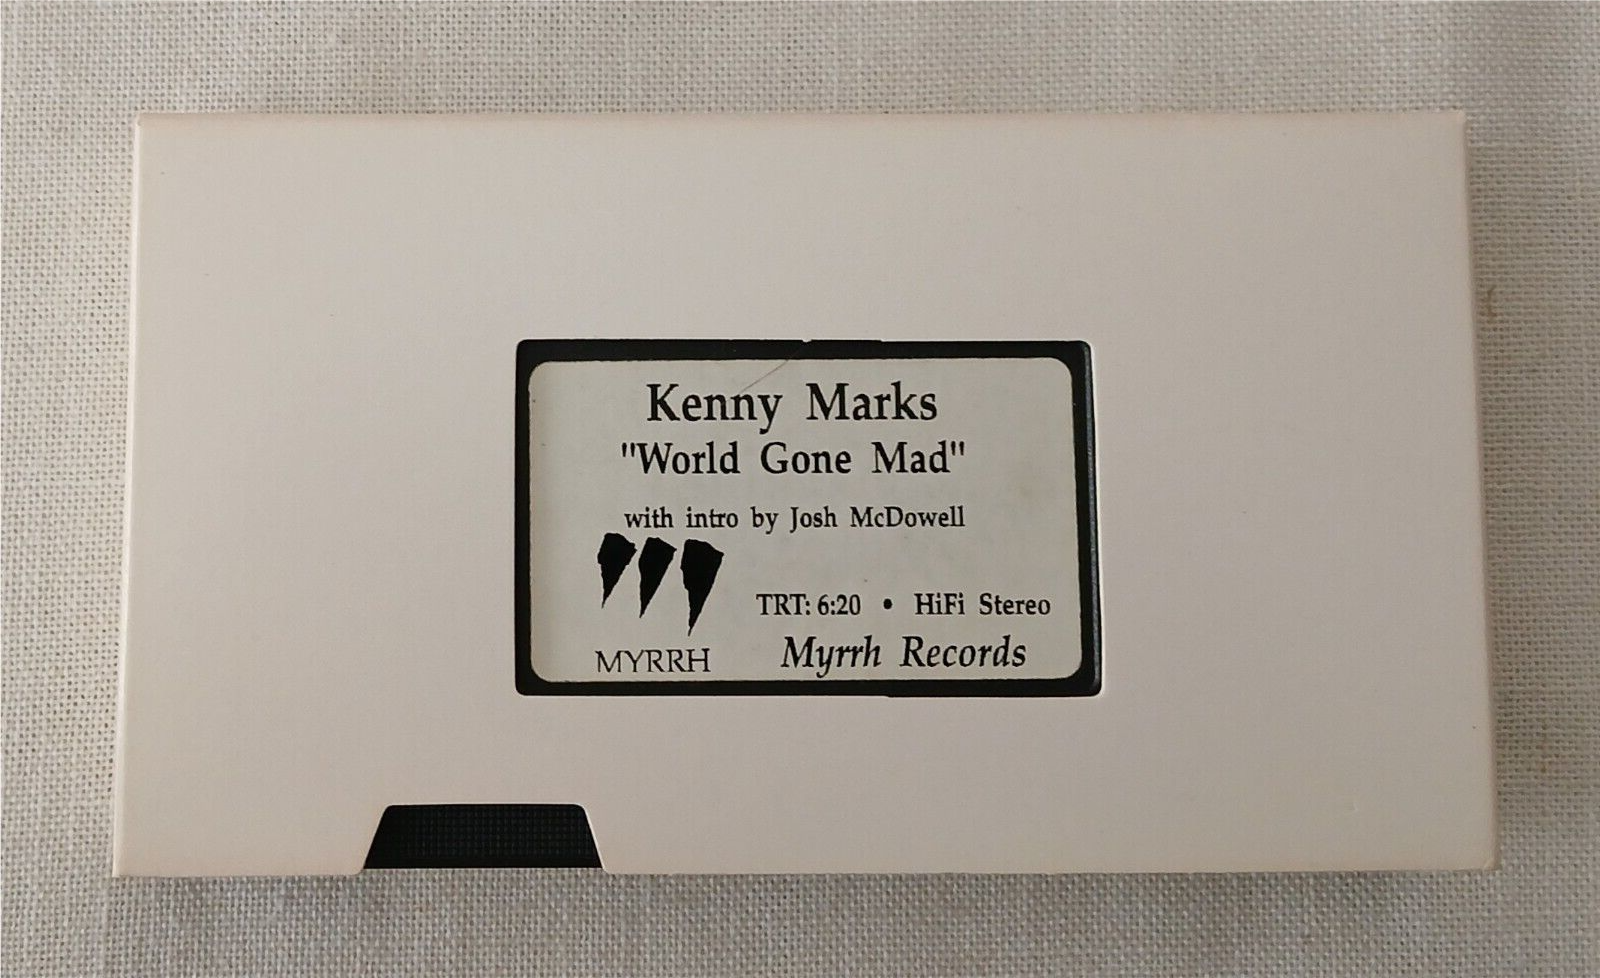 Kenny Marks
"World Gone Mad"
with intro by Josh McDowell
TRT: 6:20 • HiFi Stereo
MYRRH
Myrrh Records